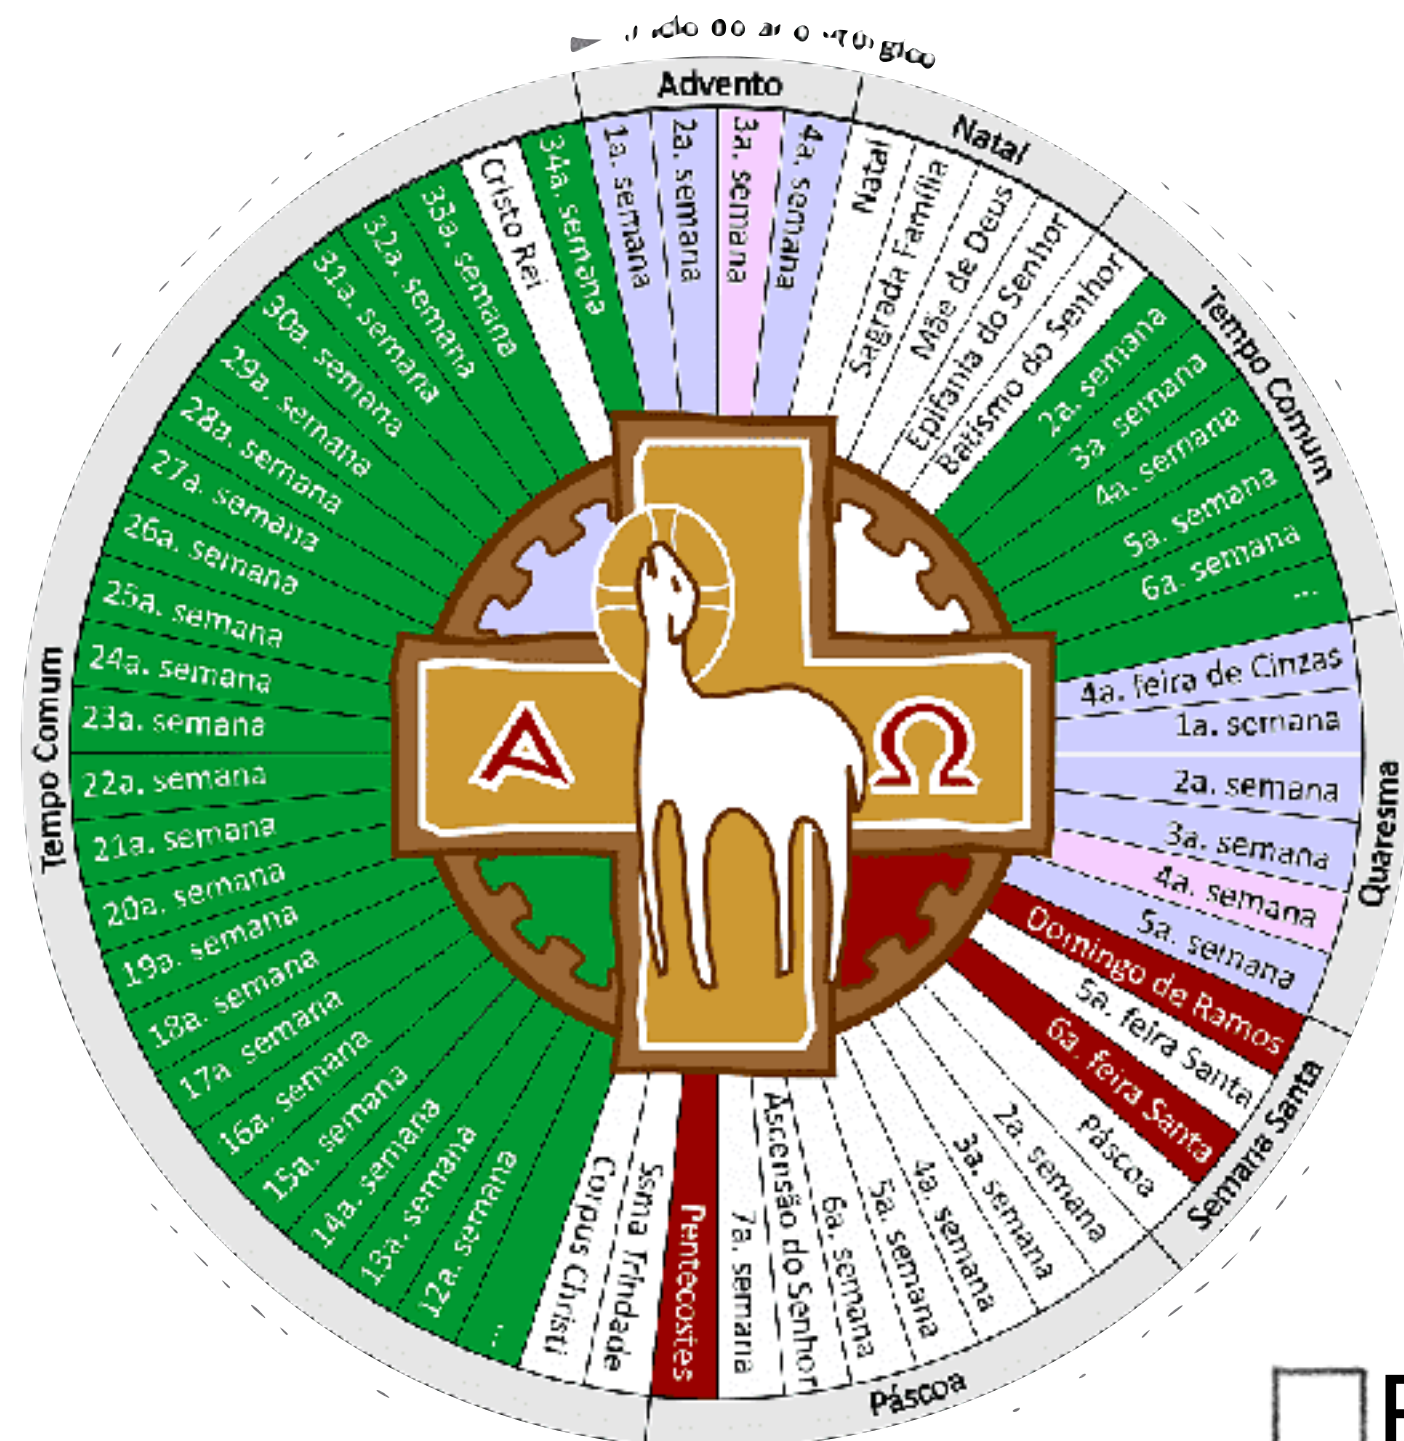 Advento
1a. semana
2a. semana
3a. semana
4a. semana
Natal
Natal
Sagrada Família
Mãe de Deus
Epifania do Senhor
Batismo do Senhor
Tempo Comum
2a. semana
3a. semana
4a. semana
5a. semana
6a. semana
...
Quaresma
4a. feira de Cinzas
1a. semana
2a. semana
3a. semana
4a. semana
5a. semana
Semana Santa
Domingo de Ramos
5a. feira Santa
6a. feira Santa
Páscoa
Páscoa
2a. semana
3a. semana
4a. semana
5a. semana
6a. semana
Ascensão do Senhor
7a. semana
Pentecostes
Tempo Comum
Ssma Trindade
Corpus Christi
...
12a. semana
13a. semana
14a. semana
15a. semana
16a. semana
17a semana
18a. semana
19a. semana
20a. semana
21a. semana
22a. semana
23a. semana
24a. semana
25a. semana
26a. semana
27a. semana
28a. semana
29a. semana
30a. semana
31a. semana
32a. semana
33a. semana
Cristo Rei
34a. semana
Α Ω